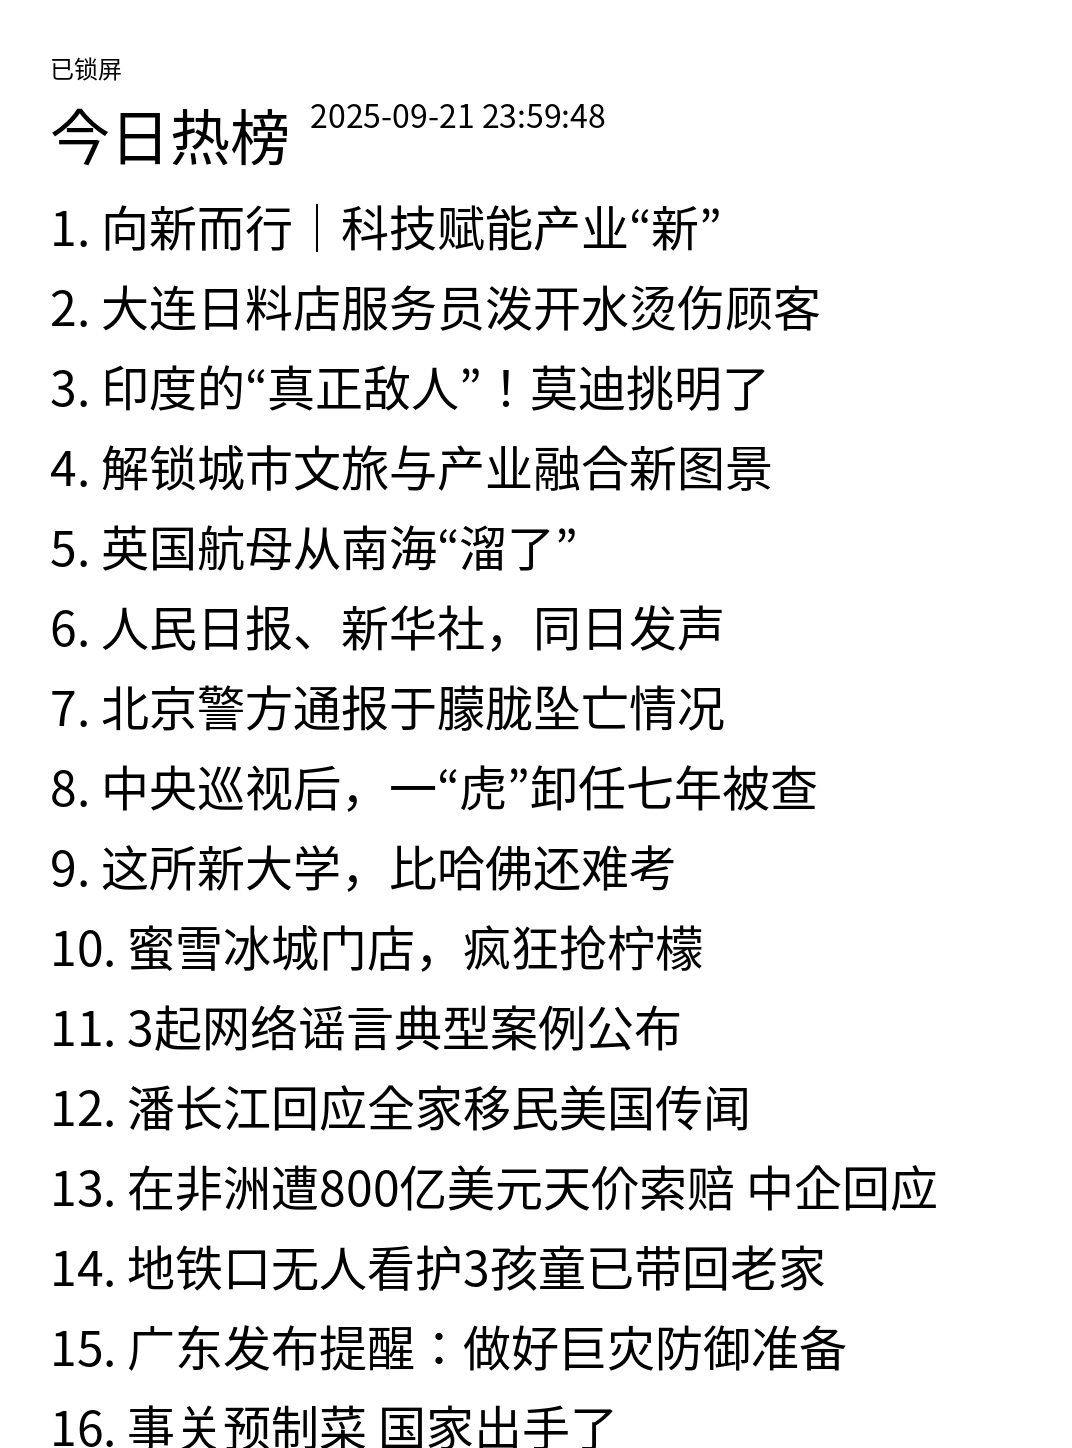 已锁屏
今日热榜 2025-09-21 23:59:48
1. 向新而行｜科技赋能产业“新”
2. 大连日料店服务员泼开水烫伤顾客
3. 印度的“真正敌人”！莫迪挑明了
4. 解锁城市文旅与产业融合新图景
5. 英国航母从南海“溜了”
6. 人民日报、新华社，同日发声
7. 北京警方通报于朦胧坠亡情况
8. 中央巡视后，一“虎”卸任七年被查
9. 这所新大学，比哈佛还难考
10. 蜜雪冰城门店，疯狂抢柠檬
11. 3起网络谣言典型案例公布
12. 潘长江回应全家移民美国传闻
13. 在非洲遭800亿美元天价索赔 中企回应
14. 地铁口无人看护3孩童已带回老家
15. 广东发布提醒：做好巨灾防御准备
16. 事关预制菜 国家出手了